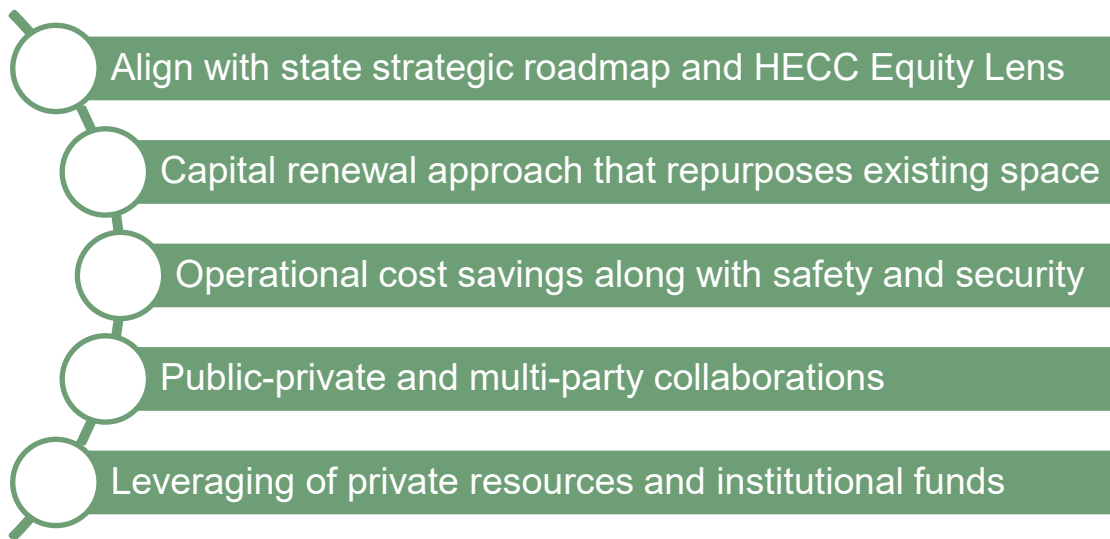 Align with state strategic roadmap and HECC Equity Lens
Capital renewal approach that repurposes existing space
Operational cost savings along with safety and security
Public-private and multi-party collaborations
Leveraging of private resources and institutional funds